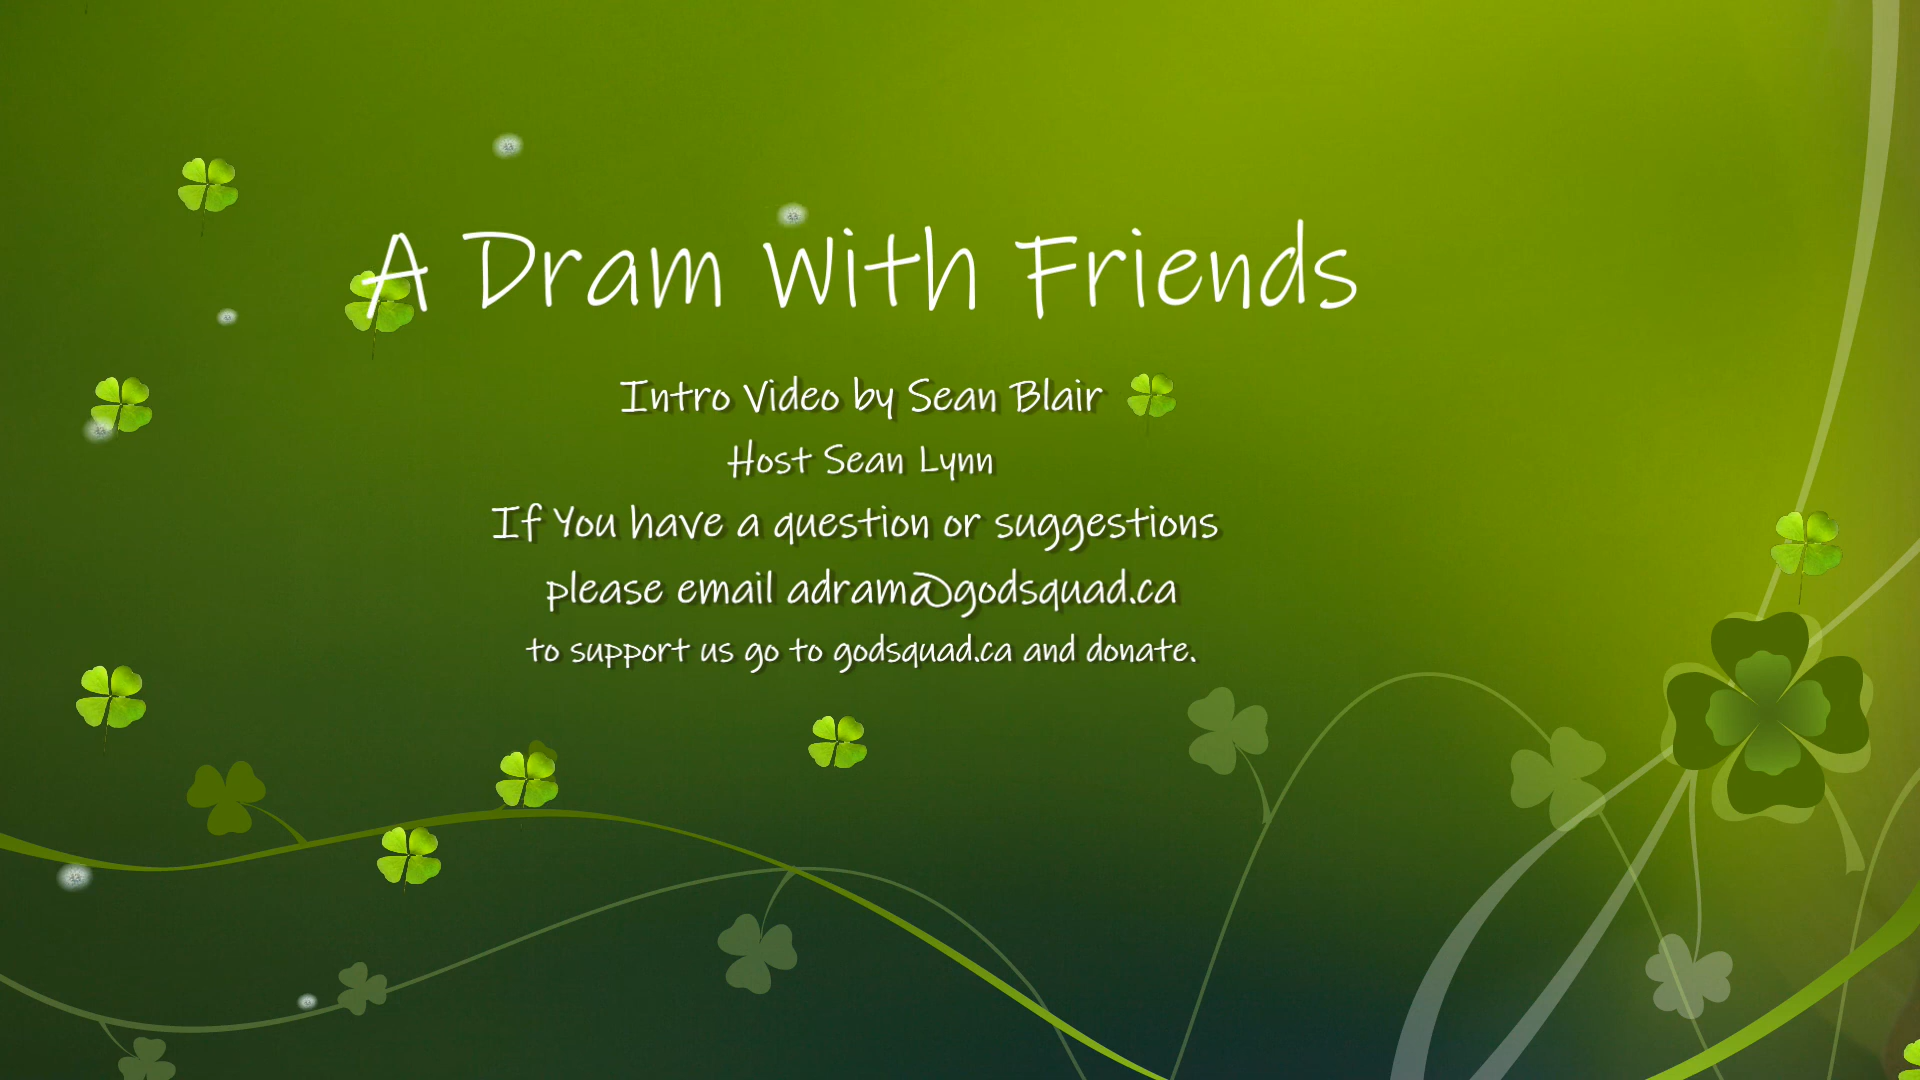 A Dram With Friends
Intro Video by Sean Blair
Host Sean Lynn
If You have a question or suggestions
please email adram@godsquad.ca
to support us go to godsquad.ca and donate.